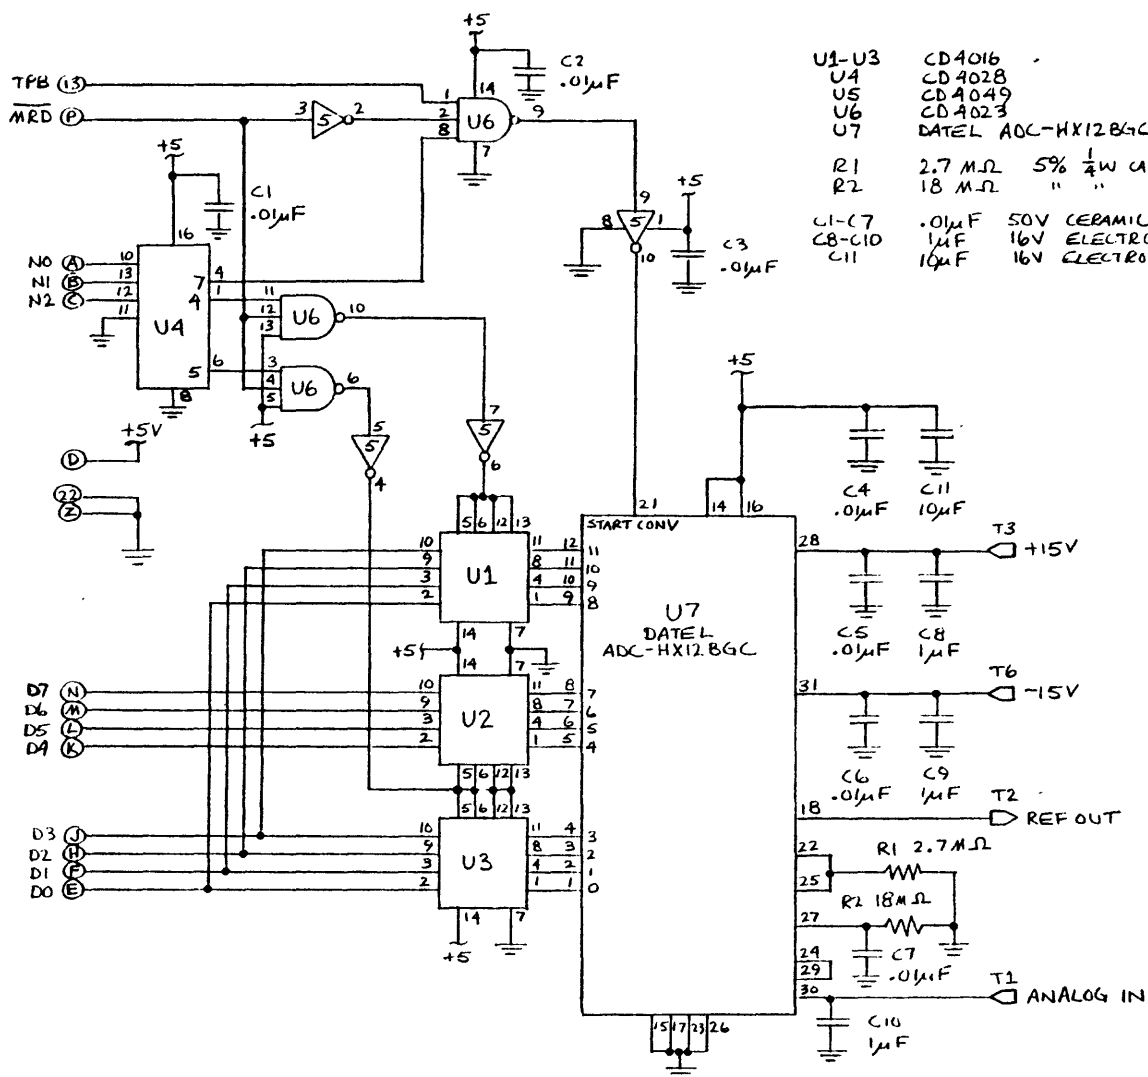 +5
C2
.01µF
TPB 13
M̅R̅D̅ P
1
2
8
14
U6
9
7
3 5 2
U1-U3 CD4016
U4 CD4028
U5 CD4049
U6 CD4023
U7 DATEL ADC-HX12BGC
R1 2.7 MΩ 5% 1/4W CA
R2 18 MΩ " "
C1-C7 .01µF 50V CERAMIC
C8-C10 1µF 16V ELECTRO
C11 10µF 16V ELECTRO
+5
C1
.01µF
16
N0 A 10
N1 B 13
N2 C 12
11
7 4
4 1
5 6
U4
8
11
12
13
U6
10
3
4
5
U6
6
+5
9
8 5 1
10
+5
C3
.01µF
+5V
D
22
Z
5
5
4
7
5
6
+5
C4
.01µF
C11
10µF
21
START CONV
14
16
5 6 12 13
10
9
3
2
U1
11
8
4
1
12
11
10
9
11
10
9
8
14
7
+5
U7
DATEL
ADC-HX12BGC
28
T3
+15V
C5
.01µF
C8
1µF
14
7
D7 N 10
D6 M 9
D5 L 3
D4 K 2
U2
11 8 7
8 7 6
4 6 5
1 5 4
5 6 12 13
31
T6
~15V
C6
.01µF
C9
1µF
5 6 12 13
D3 J 10
D2 H 9
D1 F 3
D0 E 2
U3
11 4 3
8 3 2
4 2 1
1 1 0
14
7
+5
18
T2
REF OUT
22
25
R1 2.7MΩ
R2 18MΩ
27
C7
.01µF
24
29
30
T1
ANALOG IN
C10
1µF
15 17 23 26